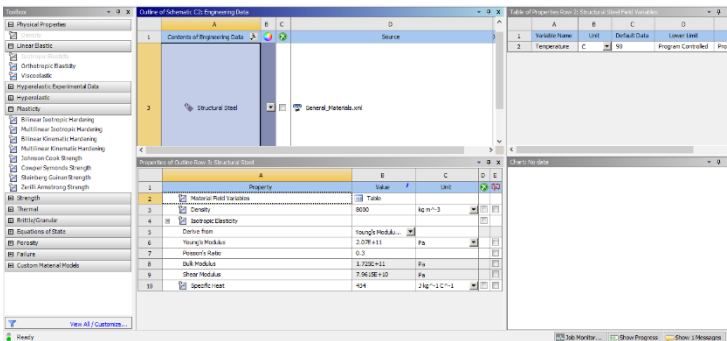 Toolbox
Physical Properties
Density
Linear Elastic
Isotropic Elasticity
Orthotropic Elasticity
Viscoelastic
Hyperelastic Experimental Data
Hyperelastic
Plasticity
Bilinear Isotropic Hardening
Multilinear Isotropic Hardening
Bilinear Kinematic Hardening
Multilinear Kinematic Hardening
Johnson Cook Strength
Cowper Symonds Strength
Steinberg Guinan Strength
Zerilli Armstrong Strength
Strength
Thermal
Brittle/Granular
Equations of State
Porosity
Failure
Custom Material Models
View All / Customize...
Ready
Outline of Schematic C2: Engineering Data
A B C D
1 Contents of Engineering Data Source
3 Structural Steel General_Materials.xml
Properties of Outline Row 3: Structural Steel
A B C D E
1 Property Value Unit
2 Material Field Variables Table
3 Density 8000 kg m^-3
4 Isotropic Elasticity
5 Derive from Young's Modulu...
6 Young's Modulus 2.07E+11 Pa
7 Poisson's Ratio 0.3
8 Bulk Modulus 1.725E+11 Pa
9 Shear Modulus 7.9615E+10 Pa
10 Specific Heat 434 J kg^-1 C^-1
Table of Properties Row 2: Structural Steel Field Variables
A B C D
1 Variable Name Unit Default Data Lower Limit
2 Temperature C 98 Program Controlled Pro
Chart: No data
Job Monitor... Show Progress Show 1 Messages